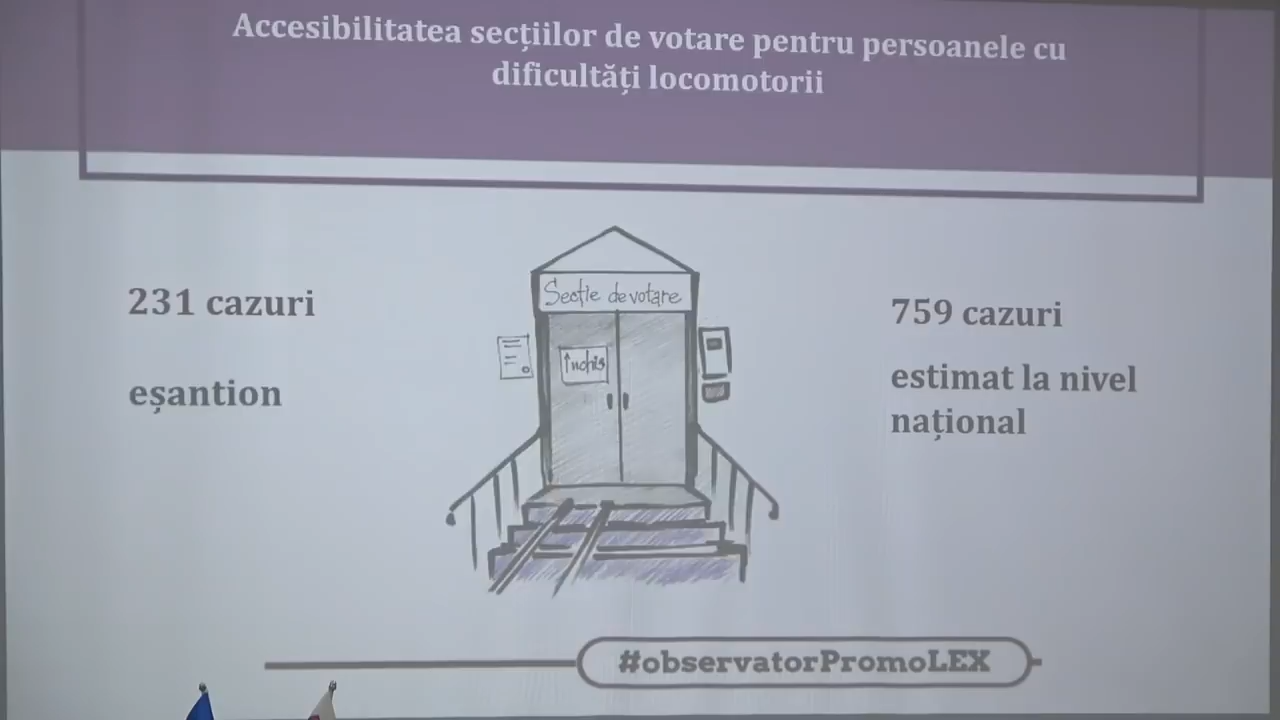 Accesibilitatea secțiilor de votare pentru persoanele cu
dificultăți locomotorii
231 cazuri
eșantion
Secție de votare
Închis
759 cazuri
estimat la nivel
național
#observatorPromoLEX